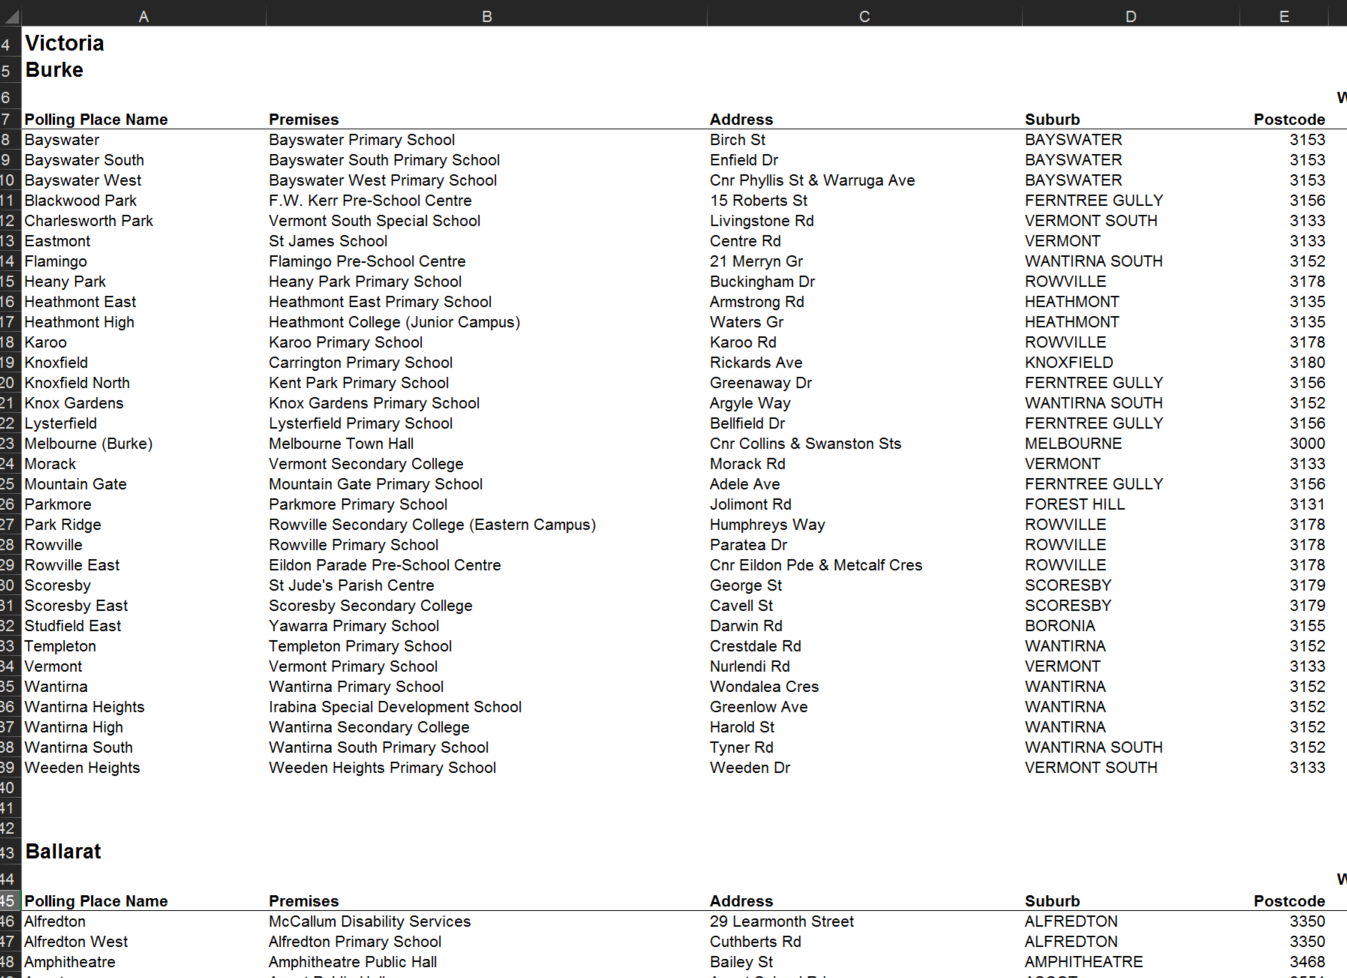 A B C D E
4 Victoria
5 Burke
6 W
7 Polling Place Name Premises Address Suburb Postcode
8 Bayswater Bayswater Primary School Birch St BAYSWATER 3153
9 Bayswater South Bayswater South Primary School Enfield Dr BAYSWATER 3153
10 Bayswater West Bayswater West Primary School Cnr Phyllis St & Warruga Ave BAYSWATER 3153
11 Blackwood Park F.W. Kerr Pre-School Centre 15 Roberts St FERNTREE GULLY 3156
12 Charlesworth Park Vermont South Special School Livingstone Rd VERMONT SOUTH 3133
13 Eastmont St James School Centre Rd VERMONT 3133
14 Flamingo Flamingo Pre-School Centre 21 Merryn Gr WANTIRNA SOUTH 3152
15 Heany Park Heany Park Primary School Buckingham Dr ROWVILLE 3178
16 Heathmont East Heathmont East Primary School Armstrong Rd HEATHMONT 3135
17 Heathmont High Heathmont College (Junior Campus) Waters Gr HEATHMONT 3135
18 Karoo Karoo Primary School Karoo Rd ROWVILLE 3178
19 Knoxfield Carrington Primary School Rickards Ave KNOXFIELD 3180
20 Knoxfield North Kent Park Primary School Greenaway Dr FERNTREE GULLY 3156
21 Knox Gardens Knox Gardens Primary School Argyle Way WANTIRNA SOUTH 3152
22 Lysterfield Lysterfield Primary School Bellfield Dr FERNTREE GULLY 3156
23 Melbourne (Burke) Melbourne Town Hall Cnr Collins & Swanston Sts MELBOURNE 3000
24 Morack Vermont Secondary College Morack Rd VERMONT 3133
25 Mountain Gate Mountain Gate Primary School Adele Ave FERNTREE GULLY 3156
26 Parkmore Parkmore Primary School Jolimont Rd FOREST HILL 3131
27 Park Ridge Rowville Secondary College (Eastern Campus) Humphreys Way ROWVILLE 3178
28 Rowville Rowville Primary School Paratea Dr ROWVILLE 3178
29 Rowville East Eildon Parade Pre-School Centre Cnr Eildon Pde & Metcalf Cres ROWVILLE 3178
30 Scoresby St Jude's Parish Centre George St SCORESBY 3179
31 Scoresby East Scoresby Secondary College Cavell St SCORESBY 3179
32 Studfield East Yawarra Primary School Darwin Rd BORONIA 3155
33 Templeton Templeton Primary School Crestdale Rd WANTIRNA 3152
34 Vermont Vermont Primary School Nurlendi Rd VERMONT 3133
35 Wantirna Wantirna Primary School Wondalea Cres WANTIRNA 3152
36 Wantirna Heights Irabina Special Development School Greenlow Ave WANTIRNA 3152
37 Wantirna High Wantirna Secondary College Harold St WANTIRNA 3152
38 Wantirna South Wantirna South Primary School Tyner Rd WANTIRNA SOUTH 3152
39 Weeden Heights Weeden Heights Primary School Weeden Dr VERMONT SOUTH 3133
40
41
42
43 Ballarat
44 W
45 Polling Place Name Premises Address Suburb Postcode
46 Alfredton McCallum Disability Services 29 Learmonth Street ALFREDTON 3350
47 Alfredton West Alfredton Primary School Cuthberts Rd ALFREDTON 3350
48 Amphitheatre Amphitheatre Public Hall Bailey St AMPHITHEATRE 3468